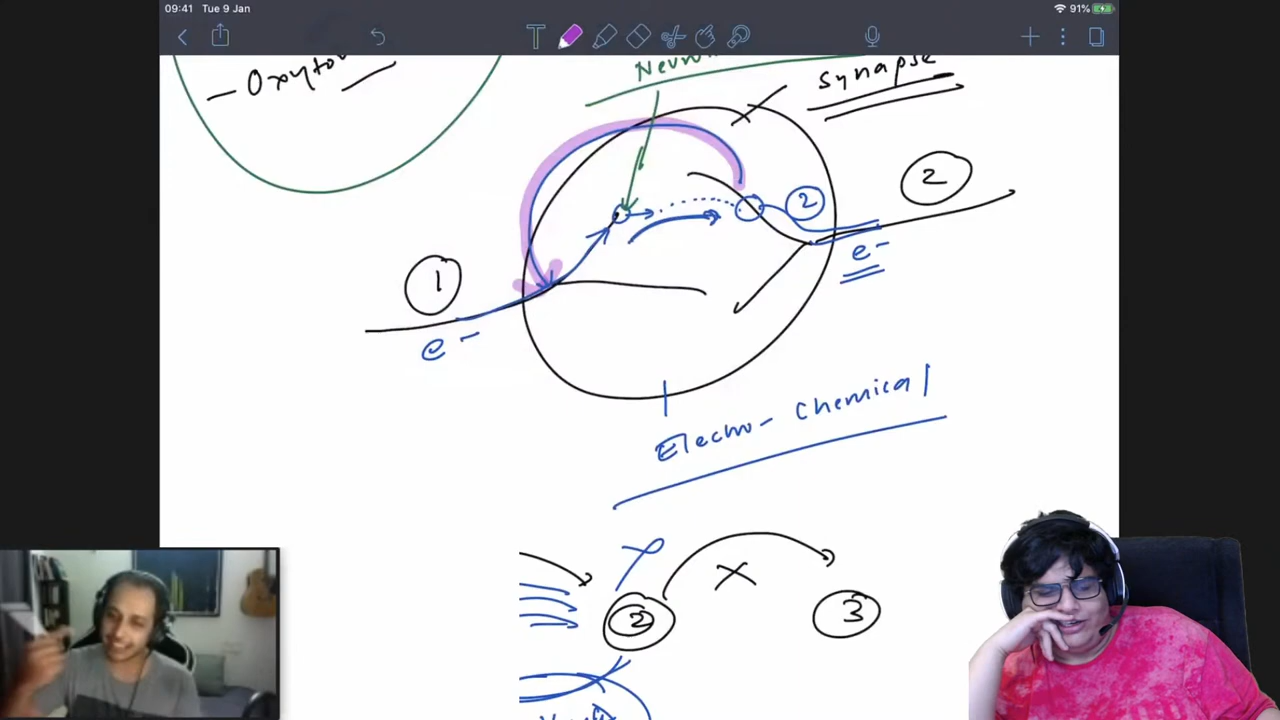 09:41 Tue 9 Jan
91%
T
Synapse
2
2
1
e-
e-
Electro-Chemical
2
3